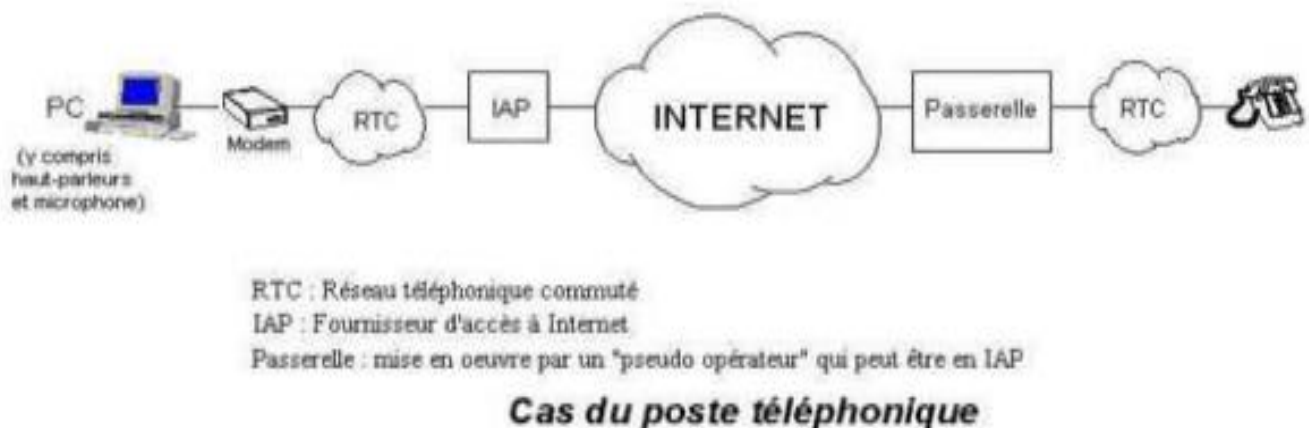 PC
(y compris
haut-parleurs
et microphone)
Modem
RTC
IAP
INTERNET
Passerelle
RTC
RTC : Réseau téléphonique commuté
IAP : Fournisseur d'accès à Internet
Passerelle : mise en oeuvre par un "pseudo opérateur" qui peut être en IAP
Cas du poste téléphonique